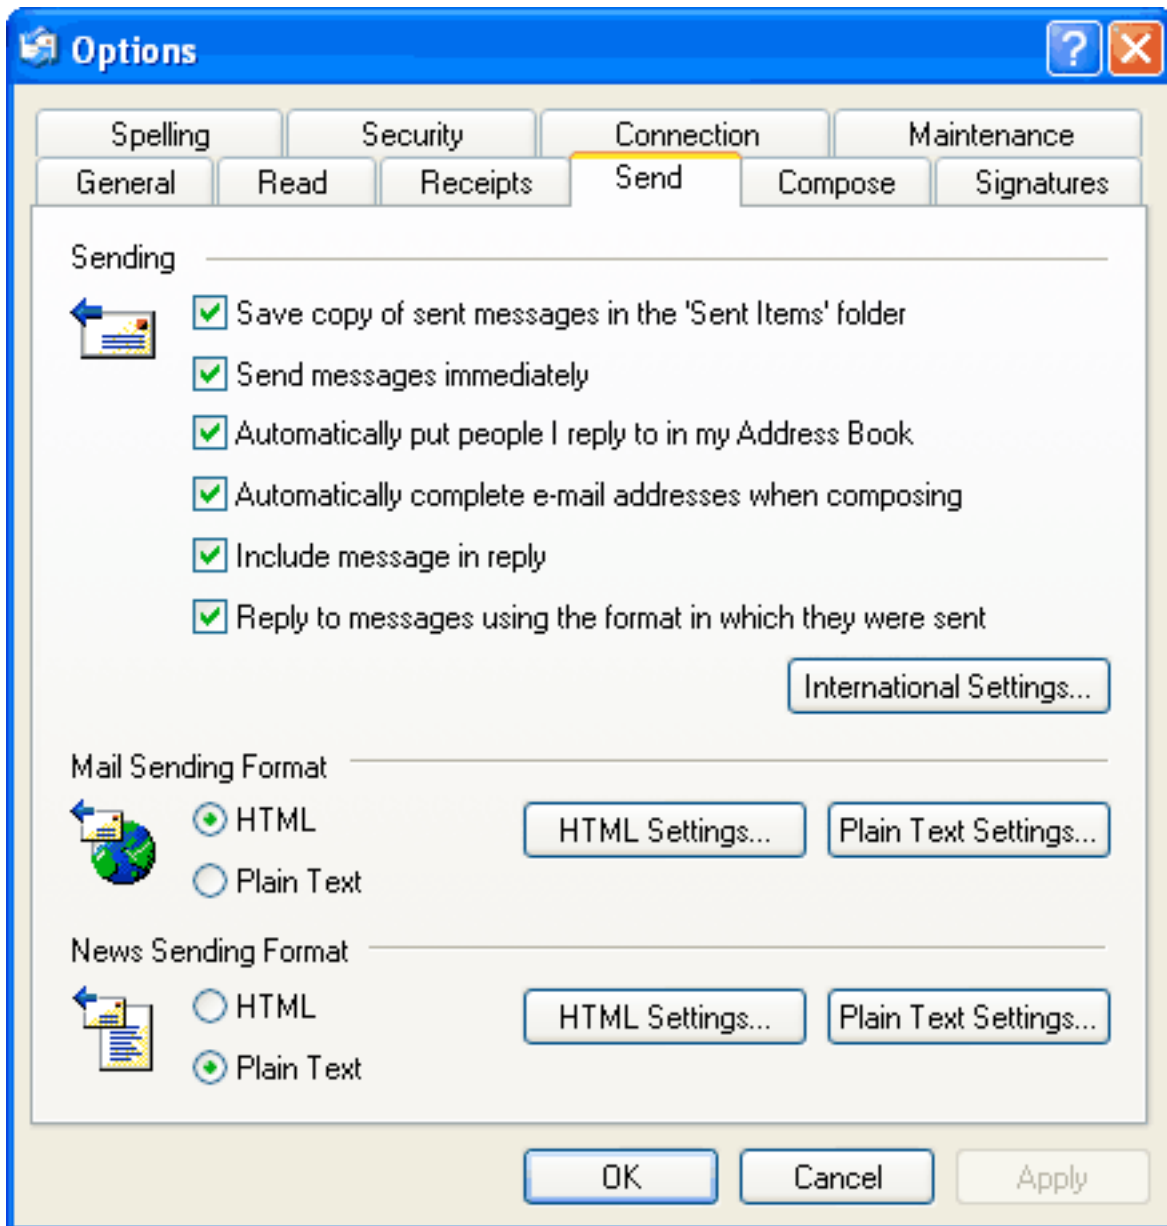 Options
Spelling Security Connection Maintenance
General Read Receipts Send Compose Signatures
Sending
Save copy of sent messages in the 'Sent Items' folder
Send messages immediately
Automatically put people I reply to in my Address Book
Automatically complete e-mail addresses when composing
Include message in reply
Reply to messages using the format in which they were sent
International Settings...
Mail Sending Format
HTML HTML Settings... Plain Text Settings...
Plain Text
News Sending Format
HTML HTML Settings... Plain Text Settings...
Plain Text
OK Cancel Apply